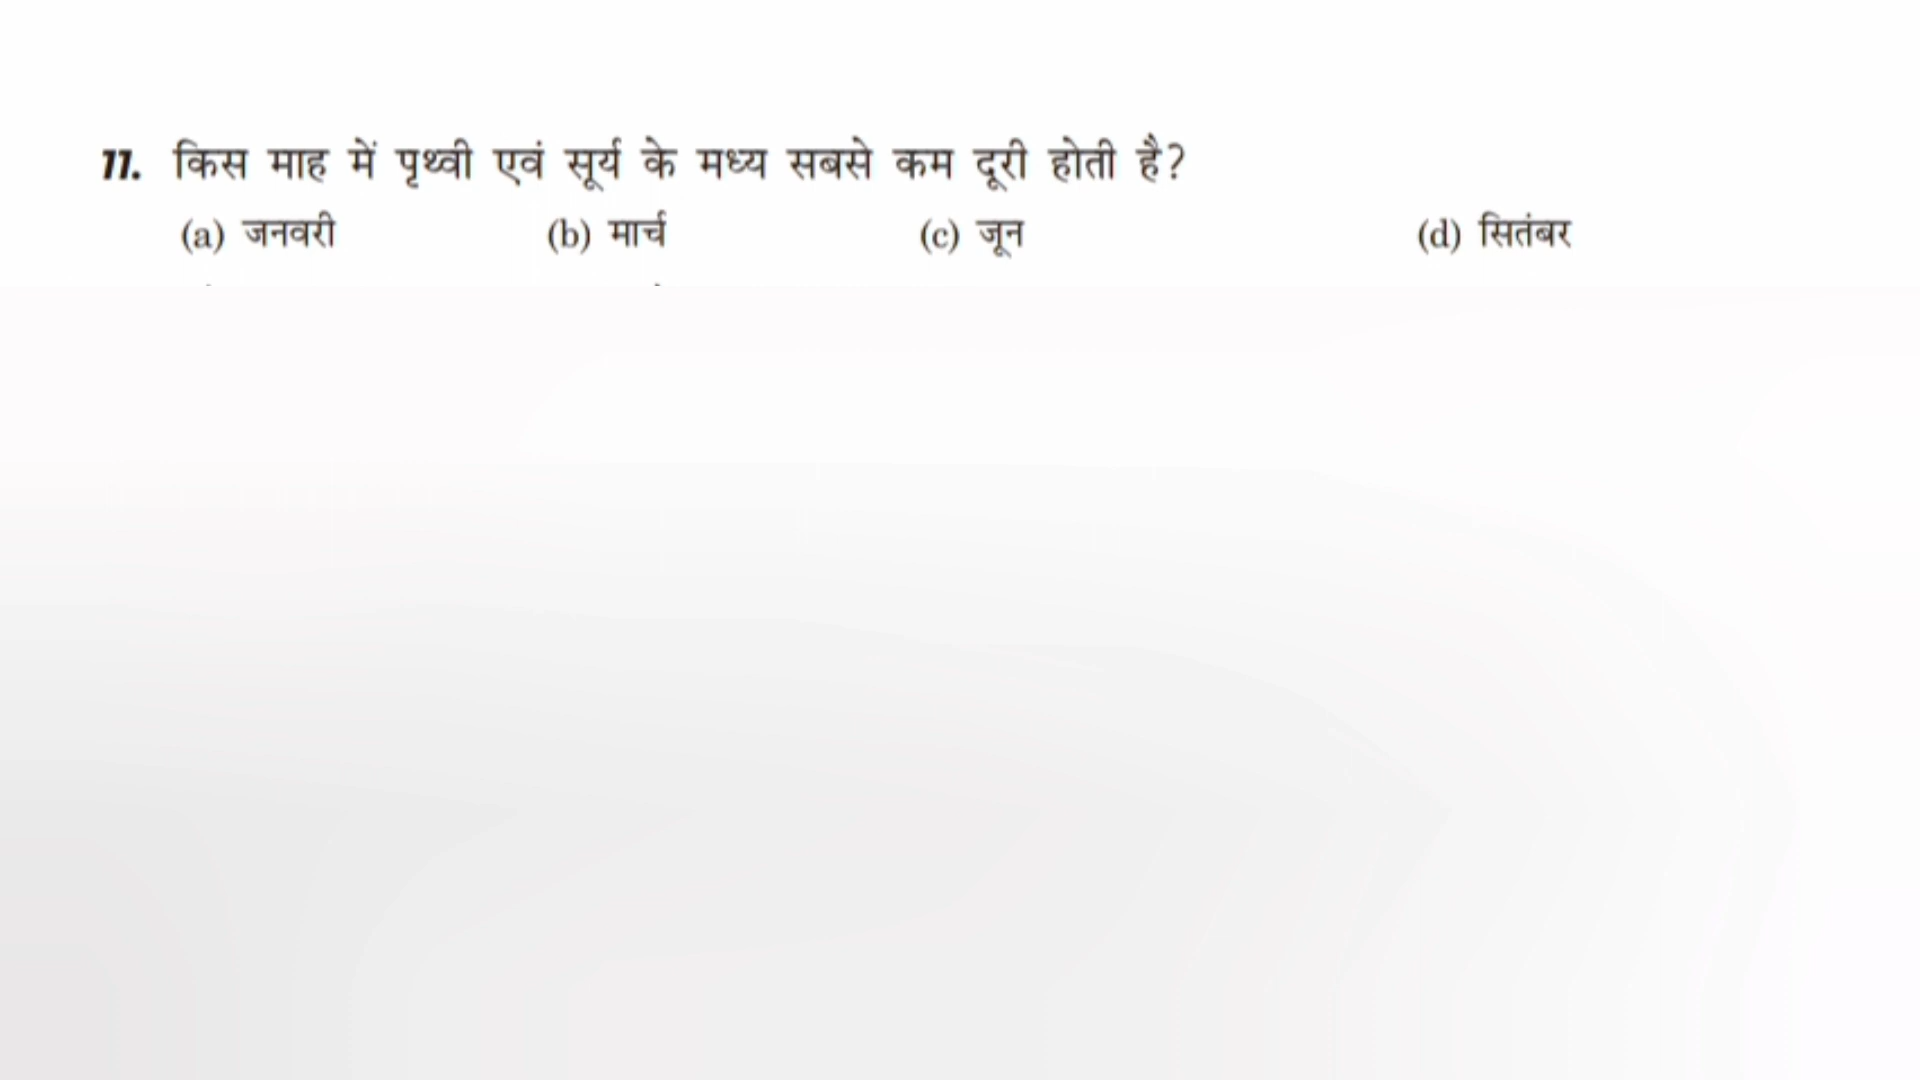 11. किस माह में पृथ्वी एवं सूर्य के मध्य सबसे कम दूरी होती है?
(a) जनवरी (b) मार्च (c) जून (d) सितंबर